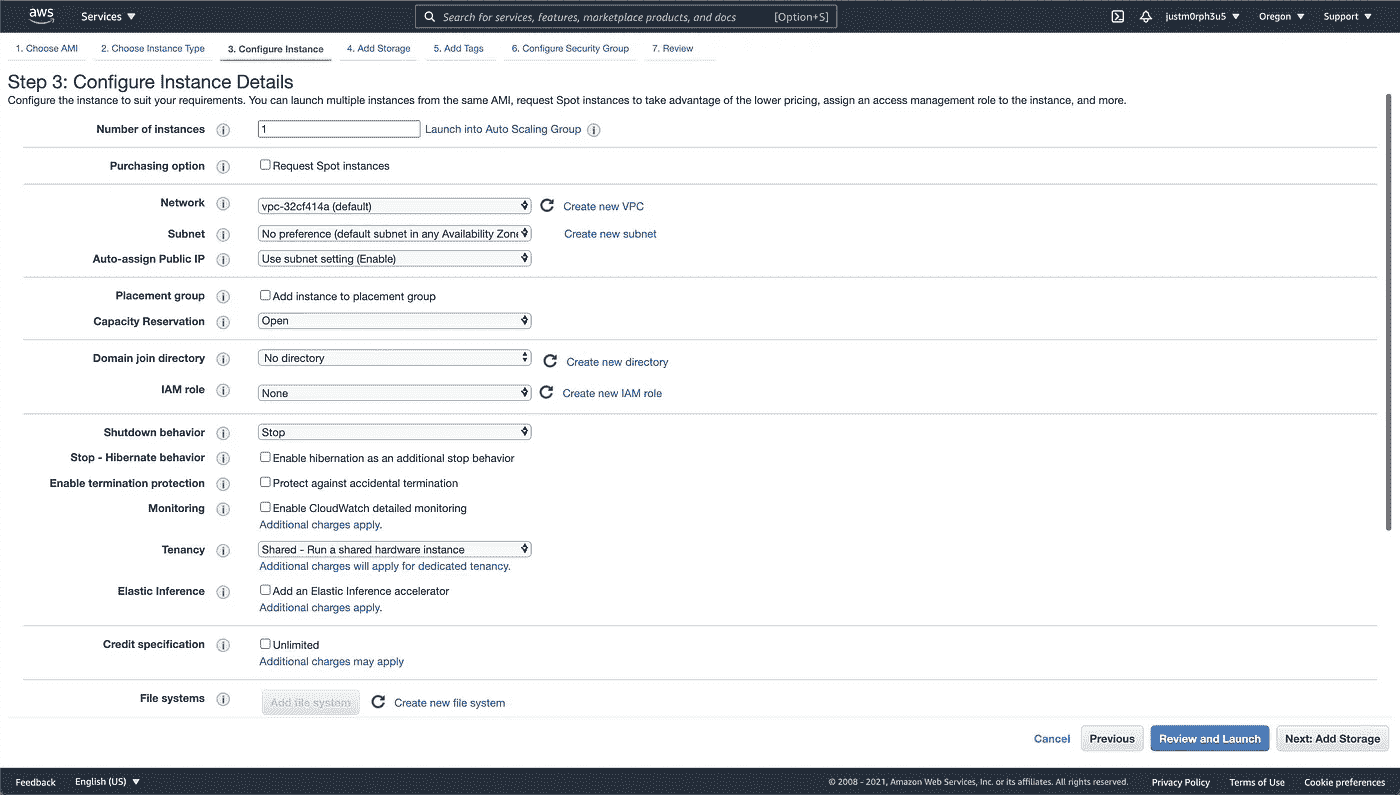 aws Services Search for services, features, marketplace products, and docs [Option+S] justm0rph3u5 Oregon Support
1. Choose AMI 2. Choose Instance Type 3. Configure Instance 4. Add Storage 5. Add Tags 6. Configure Security Group 7. Review
Step 3: Configure Instance Details
Configure the instance to suit your requirements. You can launch multiple instances from the same AMI, request Spot instances to take advantage of the lower pricing, assign an access management role to the instance, and more.
Number of instances 1 Launch into Auto Scaling Group
Purchasing option Request Spot instances
Network vpc-32cf414a (default) Create new VPC
Subnet No preference (default subnet in any Availability Zone Create new subnet
Auto-assign Public IP Use subnet setting (Enable)
Placement group Add instance to placement group
Capacity Reservation Open
Domain join directory No directory Create new directory
IAM role None Create new IAM role
Shutdown behavior Stop
Stop - Hibernate behavior Enable hibernation as an additional stop behavior
Enable termination protection Protect against accidental termination
Monitoring Enable CloudWatch detailed monitoring
Additional charges apply.
Tenancy Shared - Run a shared hardware instance
Additional charges will apply for dedicated tenancy.
Elastic Inference Add an Elastic Inference accelerator
Additional charges apply.
Credit specification Unlimited
Additional charges may apply
File systems Add file system Create new file system
Cancel Previous Review and Launch Next: Add Storage
Feedback English (US) © 2008 - 2021, Amazon Web Services, Inc. or its affiliates. All rights reserved. Privacy Policy Terms of Use Cookie preferences